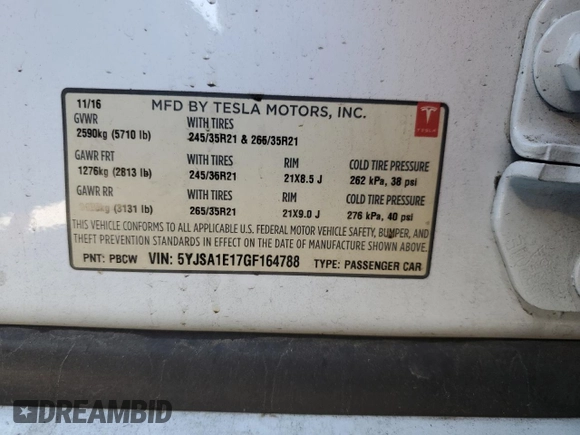 11/16 MFD BY TESLA MOTORS, INC.
GVWR WITH TIRES
2590kg (5710 lb) 245/35R21 & 266/35R21
TESLA
GAWR FRT WITH TIRES RIM COLD TIRE PRESSURE
1276kg (2813 lb) 245/36R21 21X8.5 J 262 kPa, 38 psi
GAWR RR WITH TIRES RIM COLD TIRE PRESSURE
(3131 lb) 265/35R21 21X9.0 J 276 kPa, 40 psi
THIS VEHICLE CONFORMS TO ALL APPLICABLE U.S. FEDERAL MOTOR VEHICLE SAFETY, BUMPER, AND
THEFT PREVENTION STANDARDS IN EFFECT ON THE DATE OF MANUFACTURE SHOWN ABOVE.
PNT: PBCW VIN: 5YJSA1E17GF164788 TYPE: PASSENGER CAR
DREAMBID